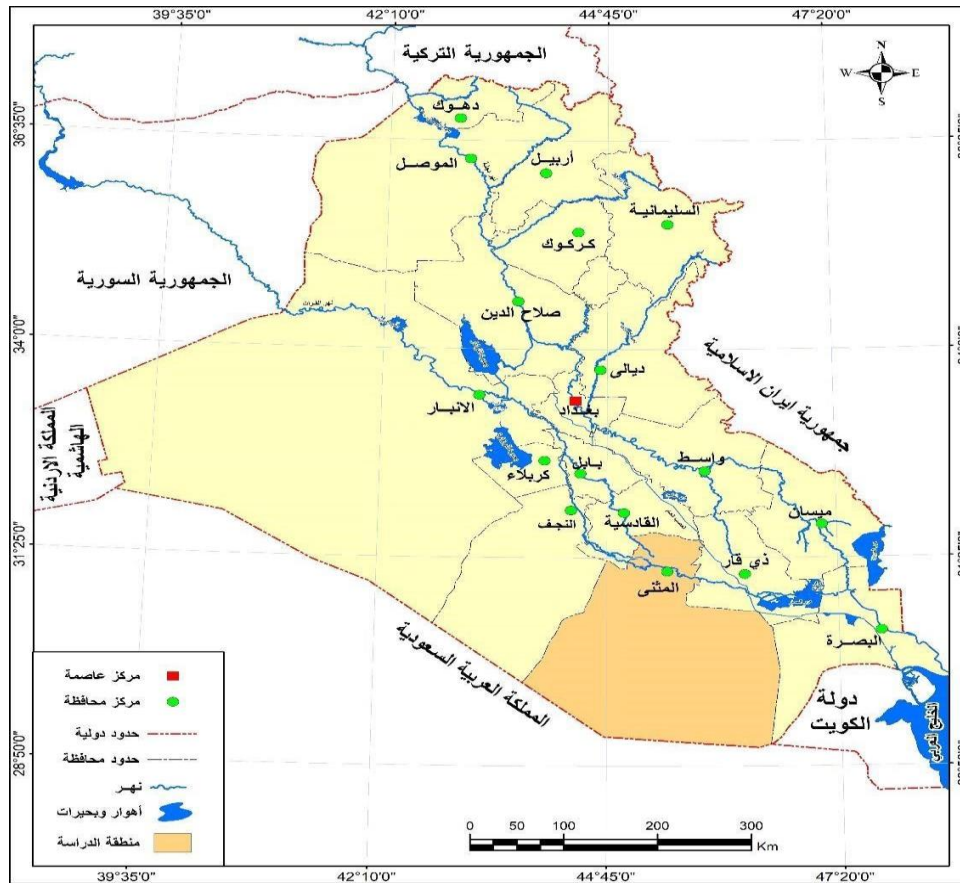 39°35'0"
42°10'0"
44°45'0"
47°20'0"
N
W E
S
الجمهورية التركية
36°35'0"
دهوك
الموصل
أربيل
السليمانية
كركوك
الجمهورية السورية
صلاح الدين
نهر الفرات
34°0'0"
ديالى
جمهورية ايران الاسلامية
الانبار
بغداد
المملكة الاردنية
الهاشمية
واسط
بابل
كربلاء
ميسان
النجف
القادسية
31°25'0"
ذي قار
المثنى
البصرة
المملكة العربية السعودية
دولة
الكويت
الخليج العربي
28°50'0"
مركز عاصمة
مركز محافظة
حدود دولية
حدود محافظة
نهر
أهوار وبحيرات
منطقة الدراسة
0 50 100 200 300
Km
39°35'0"
42°10'0"
44°45'0"
47°20'0"